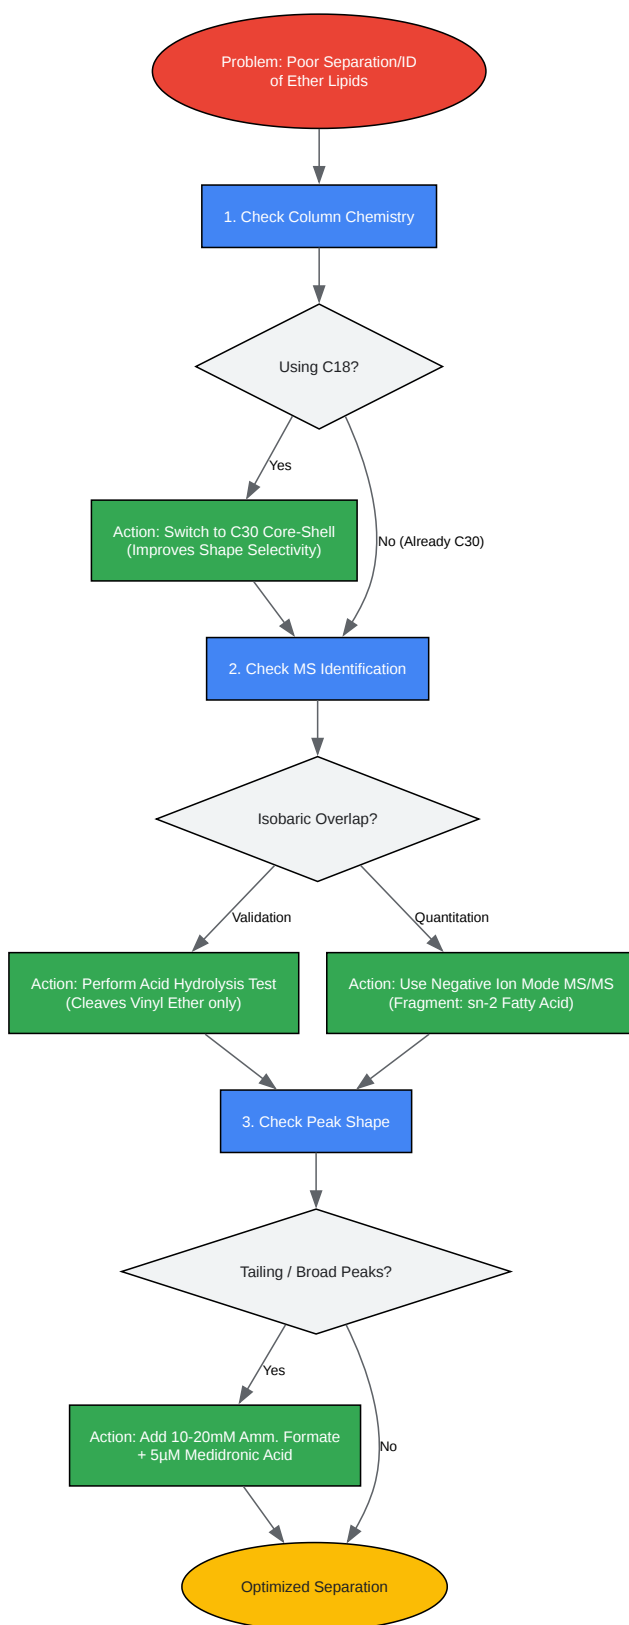 Problem: Poor Separation/ID
of Ether Lipids
1. Check Column Chemistry
Using C18?
Yes
Action: Switch to C30 Core-Shell
(Improves Shape Selectivity)
No (Already C30)
2. Check MS Identification
Isobaric Overlap?
Validation
Quantitation
Action: Perform Acid Hydrolysis Test
(Cleaves Vinyl Ether only)
Action: Use Negative Ion Mode MS/MS
(Fragment: sn-2 Fatty Acid)
3. Check Peak Shape
Tailing / Broad Peaks?
Yes
Action: Add 10-20mM Amm. Formate
+ 5µM Medidronic Acid
No
Optimized Separation